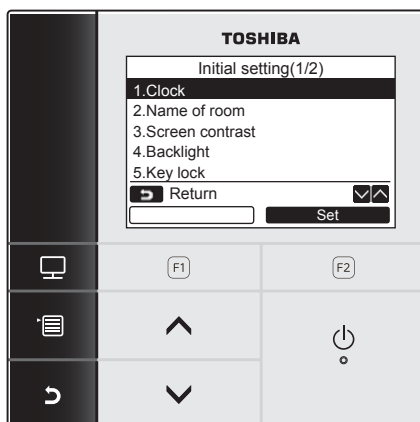 TOSHIBA
Initial setting(1/2)
1.Clock
2.Name of room
3.Screen contrast
4.Backlight
5.Key lock
Return
Set
F1 F2